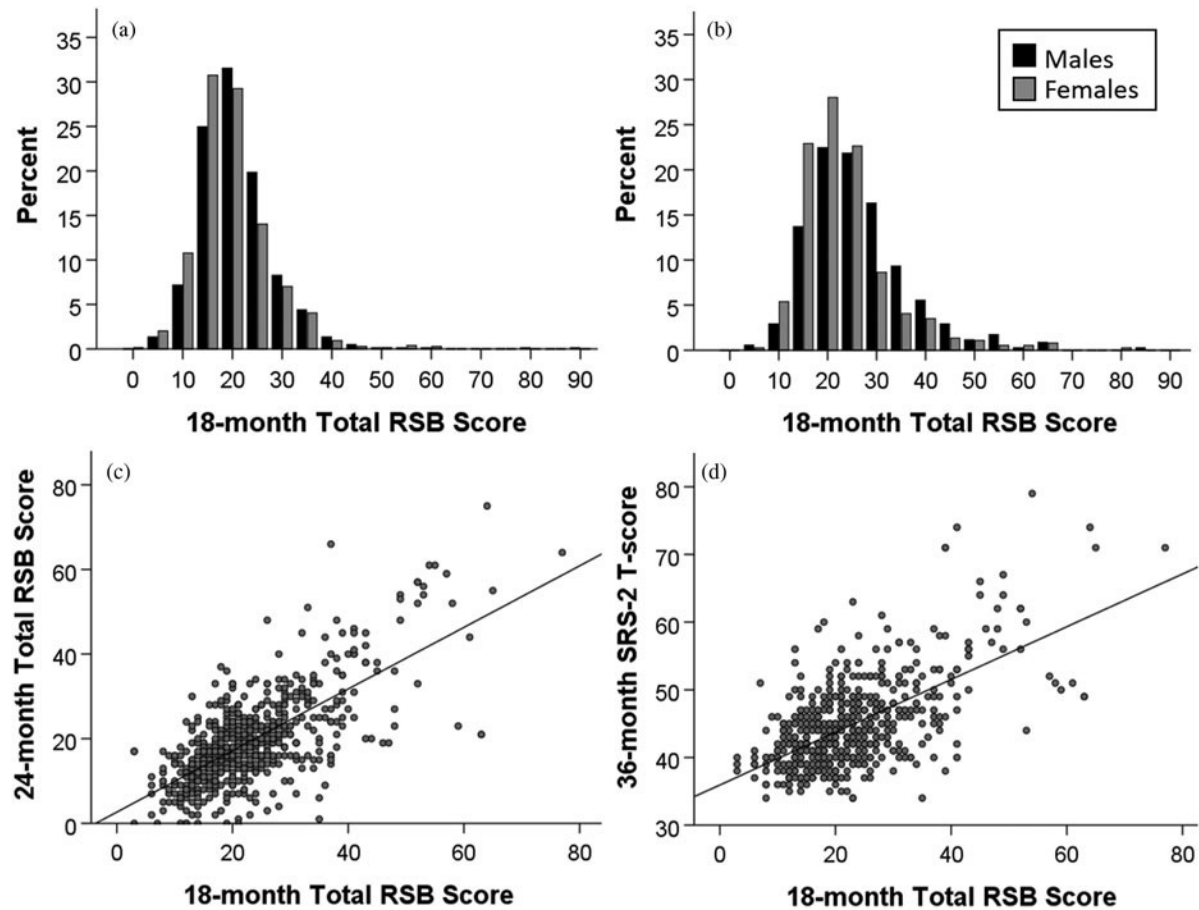 (a)
35
30
25
20
15
10
5
0
Percent
0 10 20 30 40 50 60 70 80 90
18-month Total RSB Score
(b)
35
30
25
20
15
10
5
0
Percent
Males
Females
0 10 20 30 40 50 60 70 80 90
18-month Total RSB Score
(c)
80
60
40
20
0
24-month Total RSB Score
0 20 40 60 80
18-month Total RSB Score
(d)
80
70
60
50
40
30
36-month SRS-2 T-score
0 20 40 60 80
18-month Total RSB Score